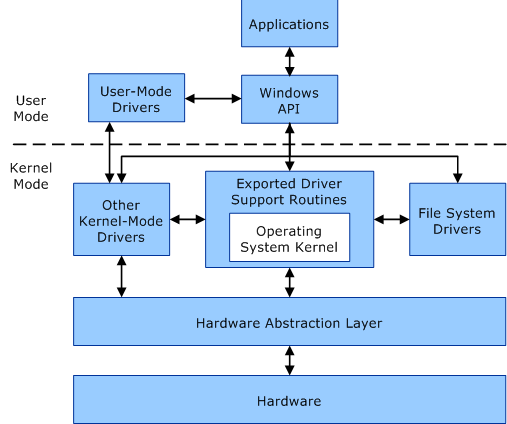 Applications
User-Mode
Drivers
Windows
API
User
Mode
Kernel
Mode
Other
Kernel-Mode
Drivers
Exported Driver
Support Routines
Operating
System Kernel
File System
Drivers
Hardware Abstraction Layer
Hardware